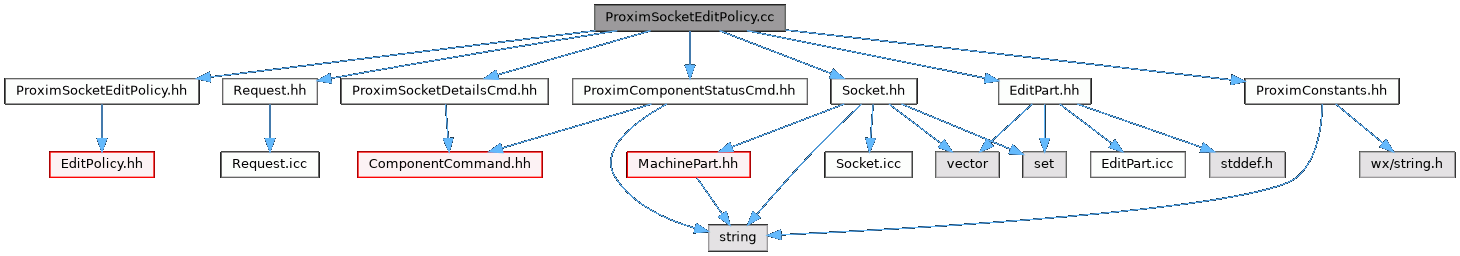 ProximSocketEditPolicy.cc
ProximSocketEditPolicy.hh
Request.hh
ProximSocketDetailsCmd.hh
ProximComponentStatusCmd.hh
Socket.hh
EditPart.hh
ProximConstants.hh
EditPolicy.hh
Request.icc
ComponentCommand.hh
MachinePart.hh
Socket.icc
vector
set
EditPart.icc
stddef.h
wx/string.h
string